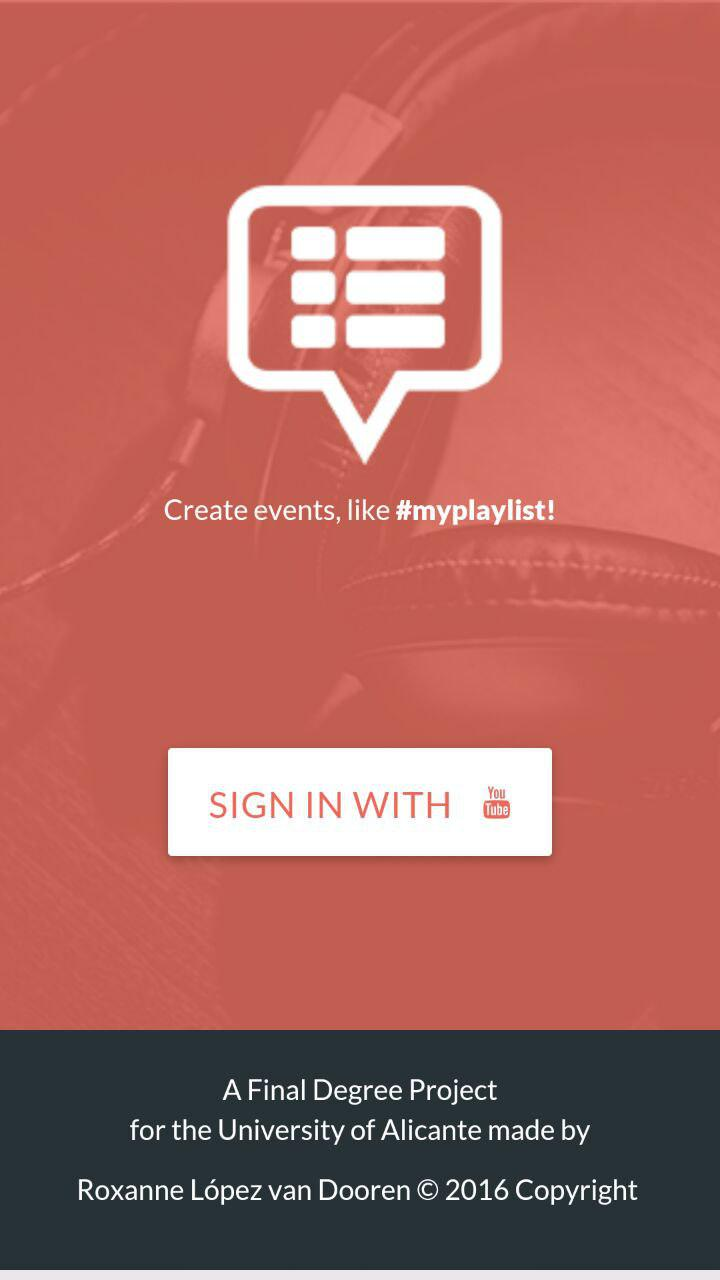 Create events, like #myplaylist!
SIGN IN WITH You Tube
A Final Degree Project
for the University of Alicante made by
Roxanne López van Dooren © 2016 Copyright